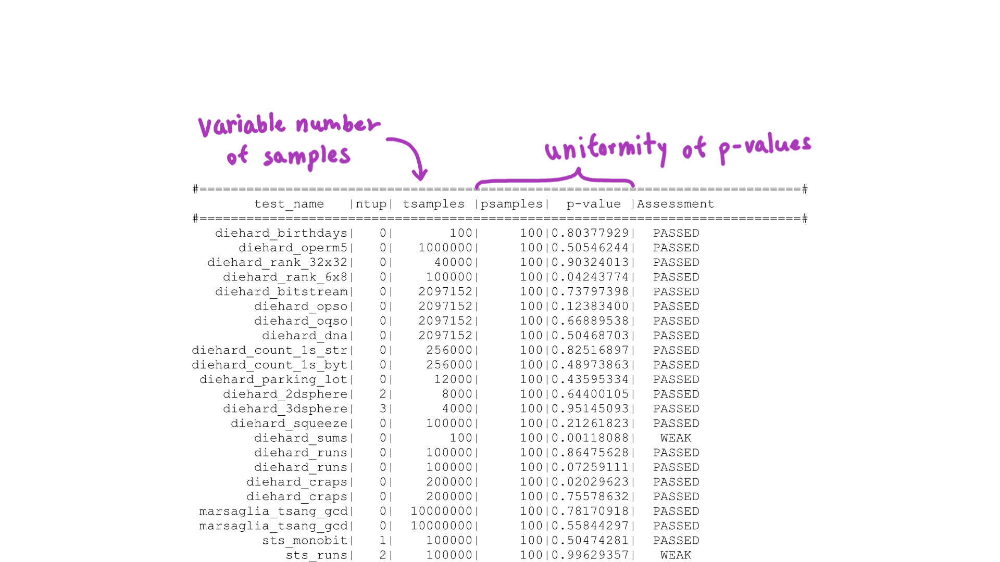 variable number
of samples
uniformity of p-values
#=============================================================================#
        test_name   |ntup| tsamples |psamples|  p-value |Assessment
#=============================================================================#
   diehard_birthdays|   0|       100|     100|0.80377929|  PASSED
      diehard_operm5|   0|   1000000|     100|0.50546244|  PASSED
  diehard_rank_32x32|   0|     40000|     100|0.90324013|  PASSED
    diehard_rank_6x8|   0|    100000|     100|0.04243774|  PASSED
   diehard_bitstream|   0|   2097152|     100|0.73797398|  PASSED
        diehard_opso|   0|   2097152|     100|0.12383400|  PASSED
        diehard_oqso|   0|   2097152|     100|0.66889538|  PASSED
         diehard_dna|   0|   2097152|     100|0.50468703|  PASSED
diehard_count_1s_str|   0|    256000|     100|0.82516897|  PASSED
diehard_count_1s_byt|   0|    256000|     100|0.48973863|  PASSED
 diehard_parking_lot|   0|     12000|     100|0.43595334|  PASSED
    diehard_2dsphere|   2|      8000|     100|0.64400105|  PASSED
    diehard_3dsphere|   3|      4000|     100|0.95145093|  PASSED
     diehard_squeeze|   0|    100000|     100|0.21261823|  PASSED
        diehard_sums|   0|       100|     100|0.00118088|   WEAK
        diehard_runs|   0|    100000|     100|0.86475628|  PASSED
        diehard_runs|   0|    100000|     100|0.07259111|  PASSED
       diehard_craps|   0|    200000|     100|0.02029623|  PASSED
       diehard_craps|   0|    200000|     100|0.75578632|  PASSED
 marsaglia_tsang_gcd|   0|  10000000|     100|0.78170918|  PASSED
 marsaglia_tsang_gcd|   0|  10000000|     100|0.55844297|  PASSED
         sts_monobit|   1|    100000|     100|0.50474281|  PASSED
            sts_runs|   2|    100000|     100|0.99629357|   WEAK